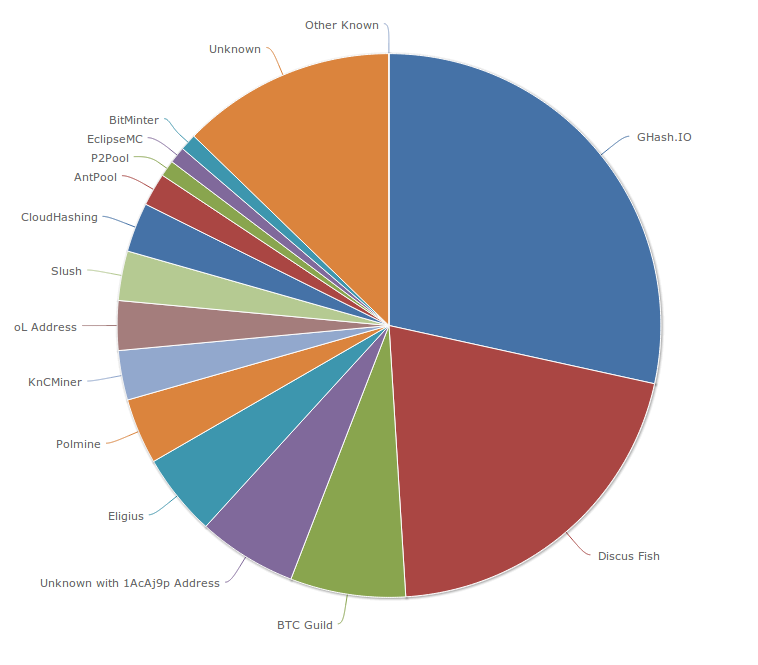 Other Known
Unknown
GHash.IO
BitMinter
EclipseMC
P2Pool
AntPool
CloudHashing
Slush
oL Address
KnCMiner
Polmine
Eligius
Discus Fish
Unknown with 1AcAj9p Address
BTC Guild